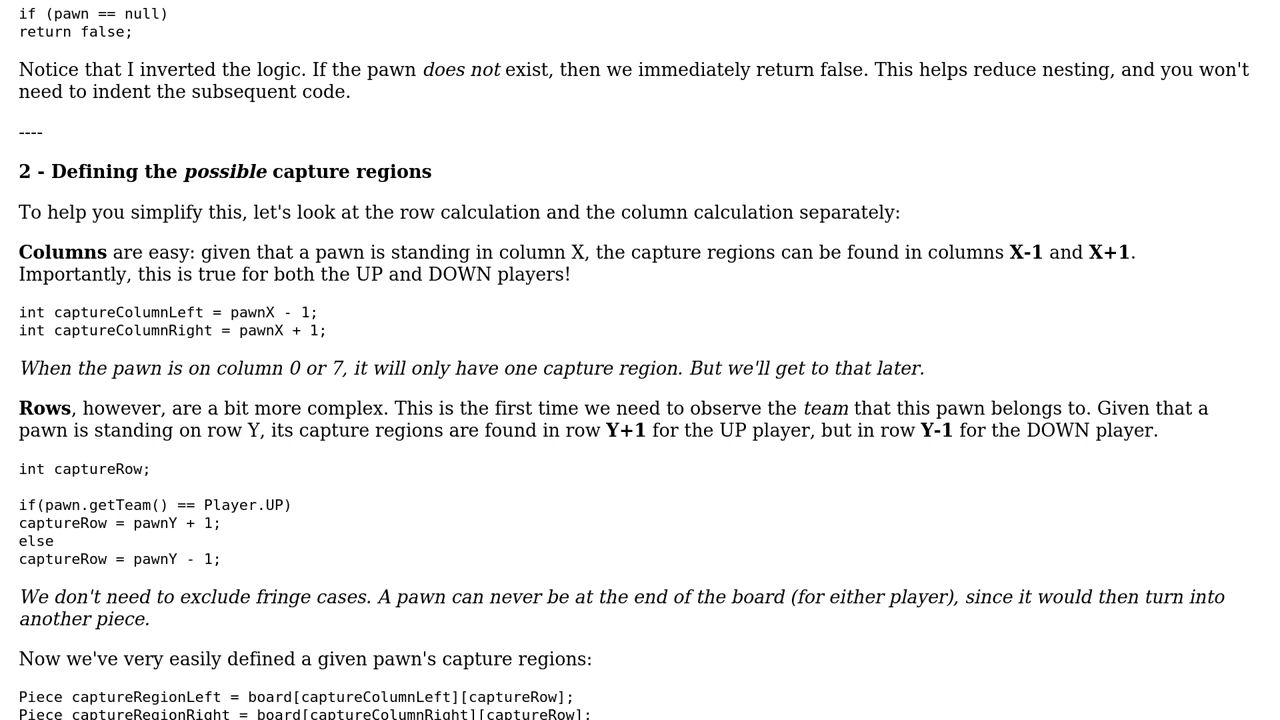 if (pawn == null)
return false;
Notice that I inverted the logic. If the pawn does not exist, then we immediately return false. This helps reduce nesting, and you won't
need to indent the subsequent code.
----
2 - Defining the possible capture regions
To help you simplify this, let's look at the row calculation and the column calculation separately:
Columns are easy: given that a pawn is standing in column X, the capture regions can be found in columns X-1 and X+1.
Importantly, this is true for both the UP and DOWN players!
int captureColumnLeft = pawnX - 1;
int captureColumnRight = pawnX + 1;
When the pawn is on column 0 or 7, it will only have one capture region. But we'll get to that later.
Rows, however, are a bit more complex. This is the first time we need to observe the team that this pawn belongs to. Given that a
pawn is standing on row Y, its capture regions are found in row Y+1 for the UP player, but in row Y-1 for the DOWN player.
int captureRow;
if(pawn.getTeam() == Player.UP)
captureRow = pawnY + 1;
else
captureRow = pawnY - 1;
We don't need to exclude fringe cases. A pawn can never be at the end of the board (for either player), since it would then turn into
another piece.
Now we've very easily defined a given pawn's capture regions:
Piece captureRegionLeft = board[captureColumnLeft][captureRow];
Piece captureRegionRight = board[captureColumnRight][captureRow];